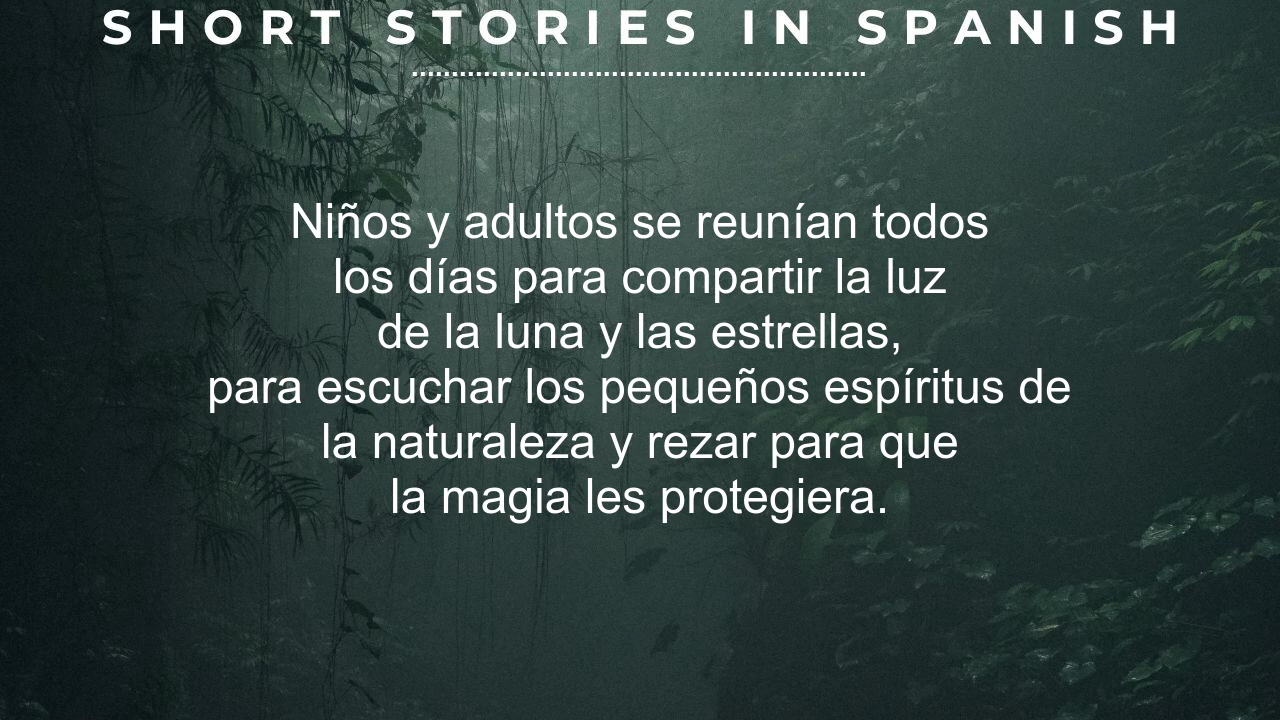 SHORT STORIES IN SPANISH
Niños y adultos se reunían todos
los días para compartir la luz
de la luna y las estrellas,
para escuchar los pequeños espíritus de
la naturaleza y rezar para que
la magia les protegiera.